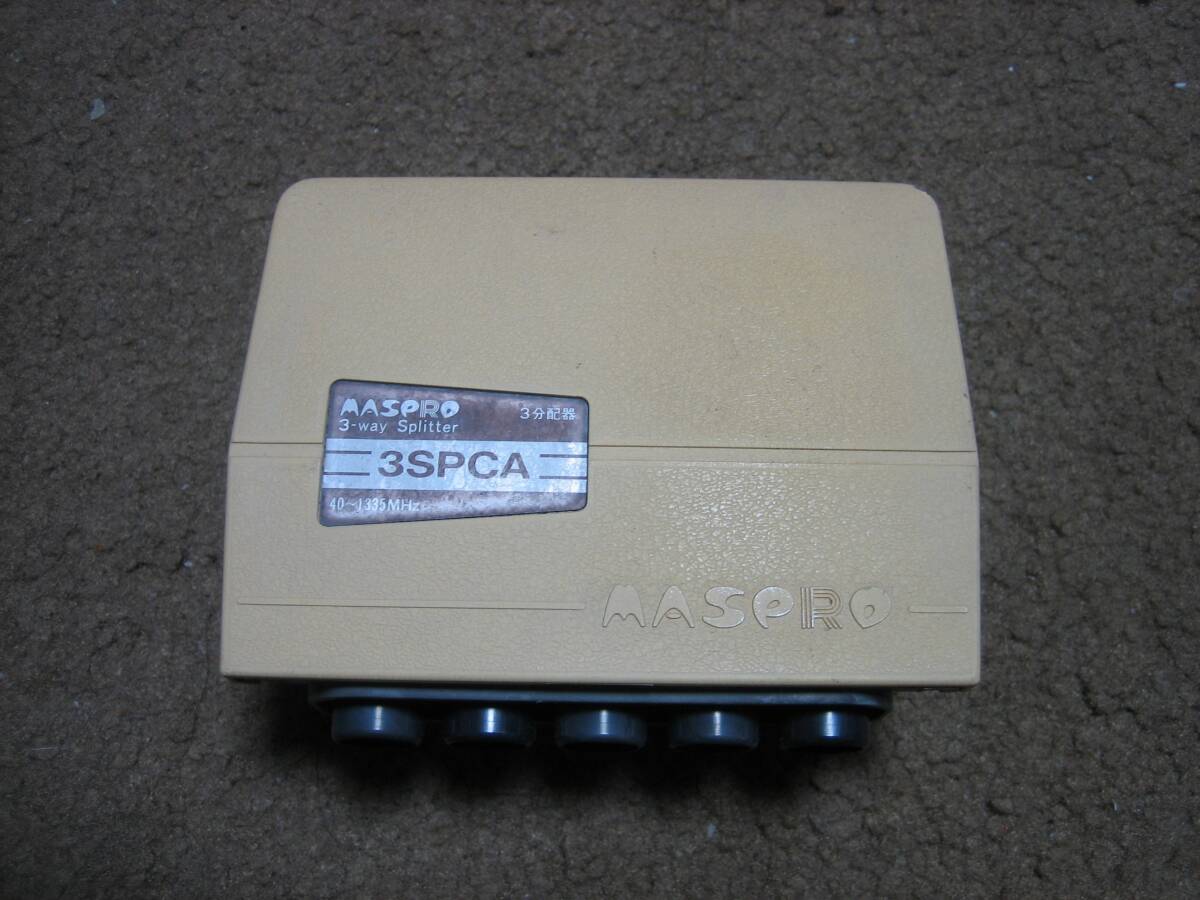 MASPRO 3分配器
3-way Splitter
3SPCA
40~1335MHz
MASPRO